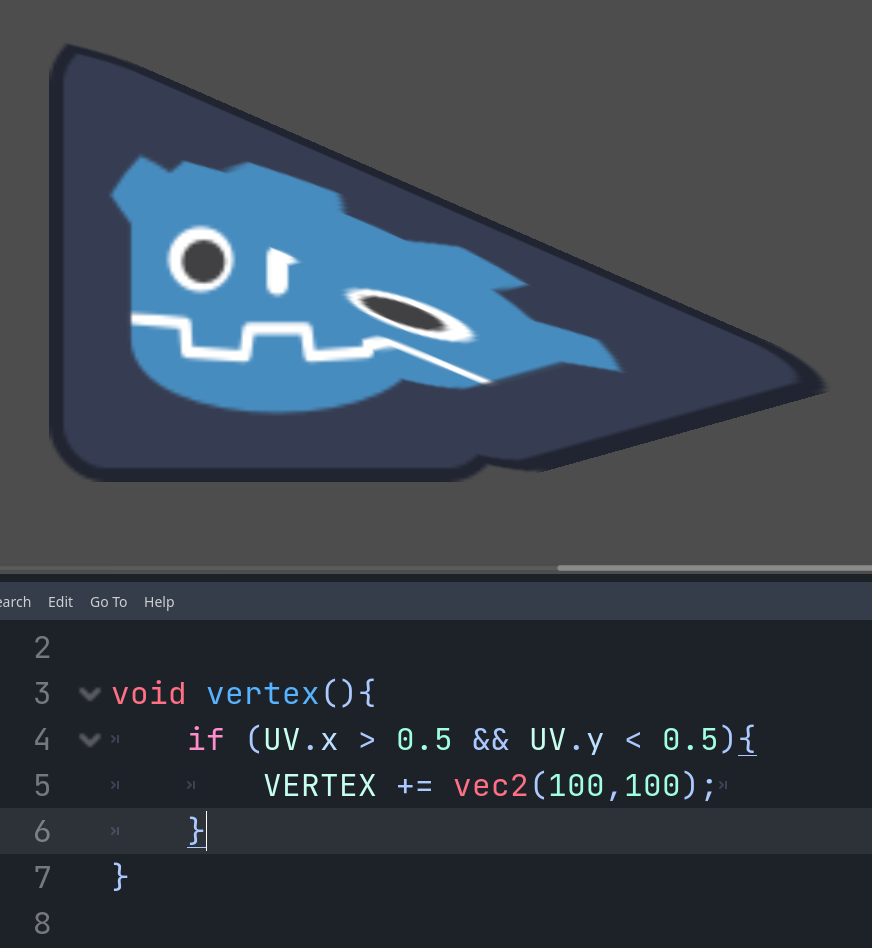 earch Edit Go To Help
2
3 void vertex(){
4 if (UV.x > 0.5 && UV.y < 0.5){
5 VERTEX += vec2(100,100);
6 }
7 }
8